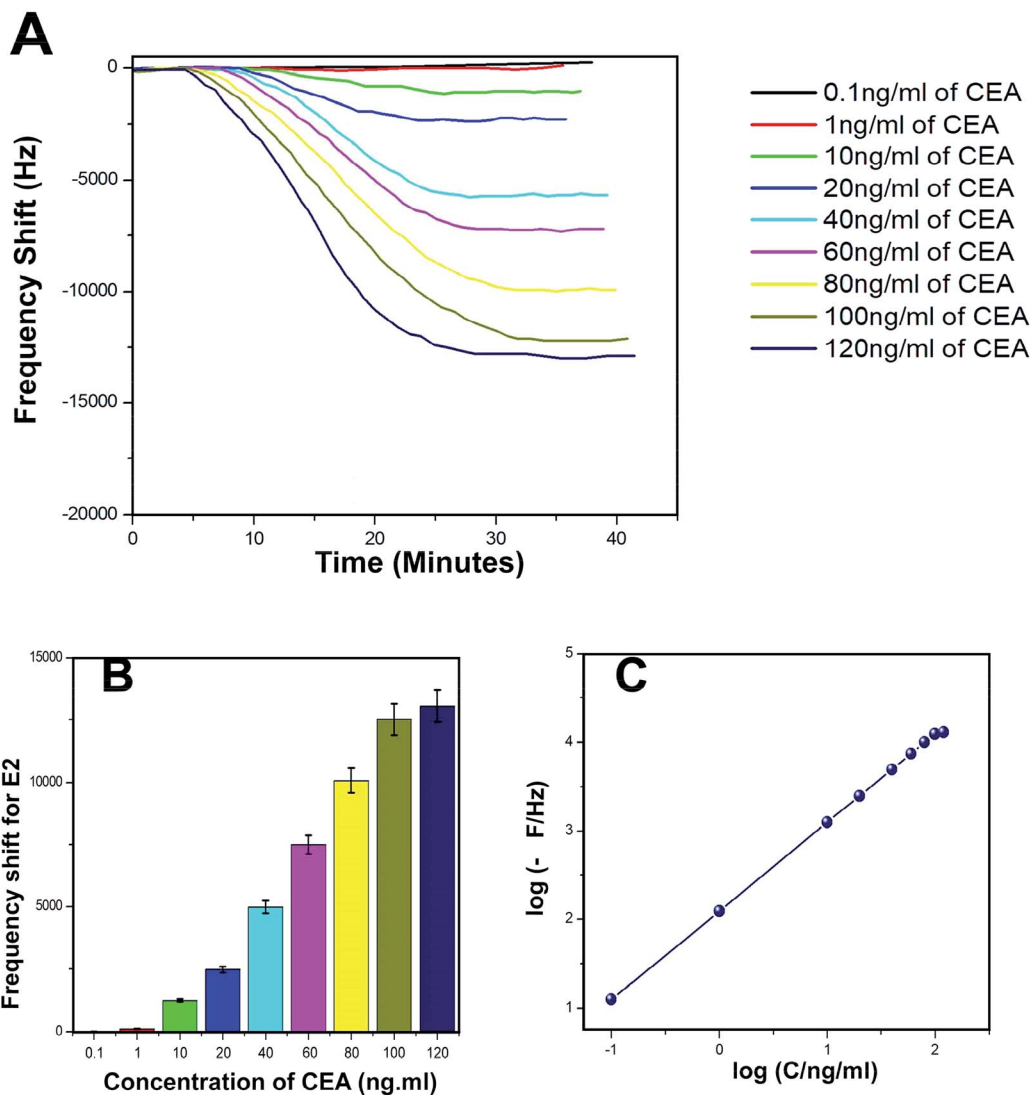 A
0
-5000
-10000
-15000
-20000
Frequency Shift (Hz)
0 10 20 30 40
Time (Minutes)
0.1ng/ml of CEA
1ng/ml of CEA
10ng/ml of CEA
20ng/ml of CEA
40ng/ml of CEA
60ng/ml of CEA
80ng/ml of CEA
100ng/ml of CEA
120ng/ml of CEA
B
15000
10000
5000
0
Frequency shift for E2
0.1 1 10 20 40 60 80 100 120
Concentration of CEA (ng.ml)
C
5
4
3
2
1
log (- F/Hz)
-1 0 1 2
log (C/ng/ml)